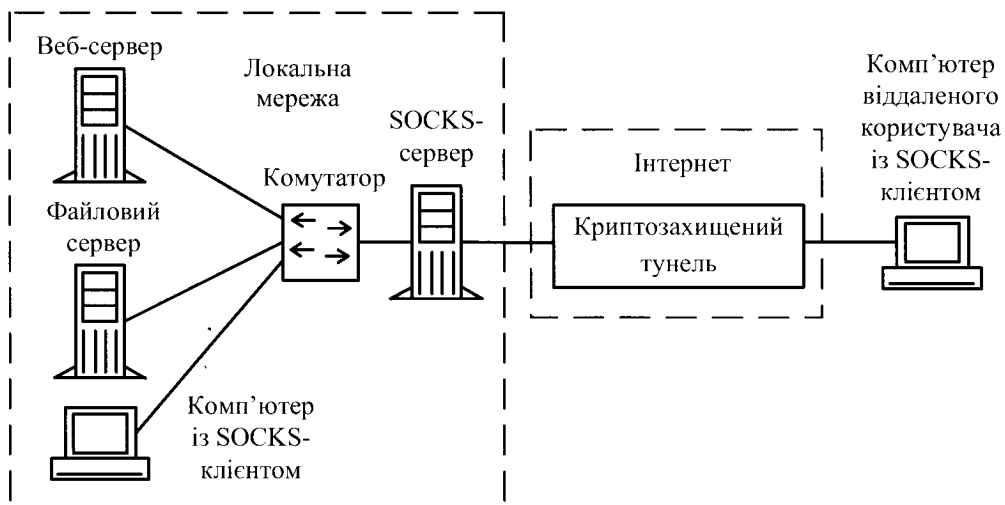 Веб-сервер
Локальна
мережа
SOCKS-
сервер
Комутатор
Файловий
сервер
Комп’ютер
із SOCKS-
клієнтом
Інтернет
Криптозахищений
тунель
Комп’ютер
віддаленого
користувача
із SOCKS-
клієнтом